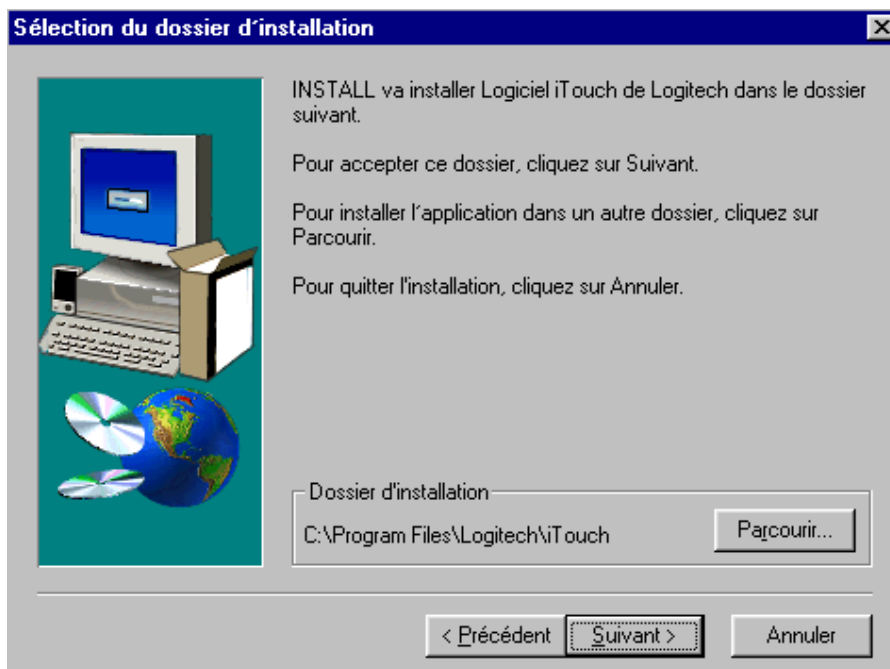 Sélection du dossier d´installation
INSTALL va installer Logiciel iTouch de Logitech dans le dossier
suivant.
Pour accepter ce dossier, cliquez sur Suivant.
Pour installer l´application dans un autre dossier, cliquez sur
Parcourir.
Pour quitter l'installation, cliquez sur Annuler.
Dossier d'installation
C:\Program Files\Logitech\iTouch
Parcourir...
< Précédent
Suivant >
Annuler